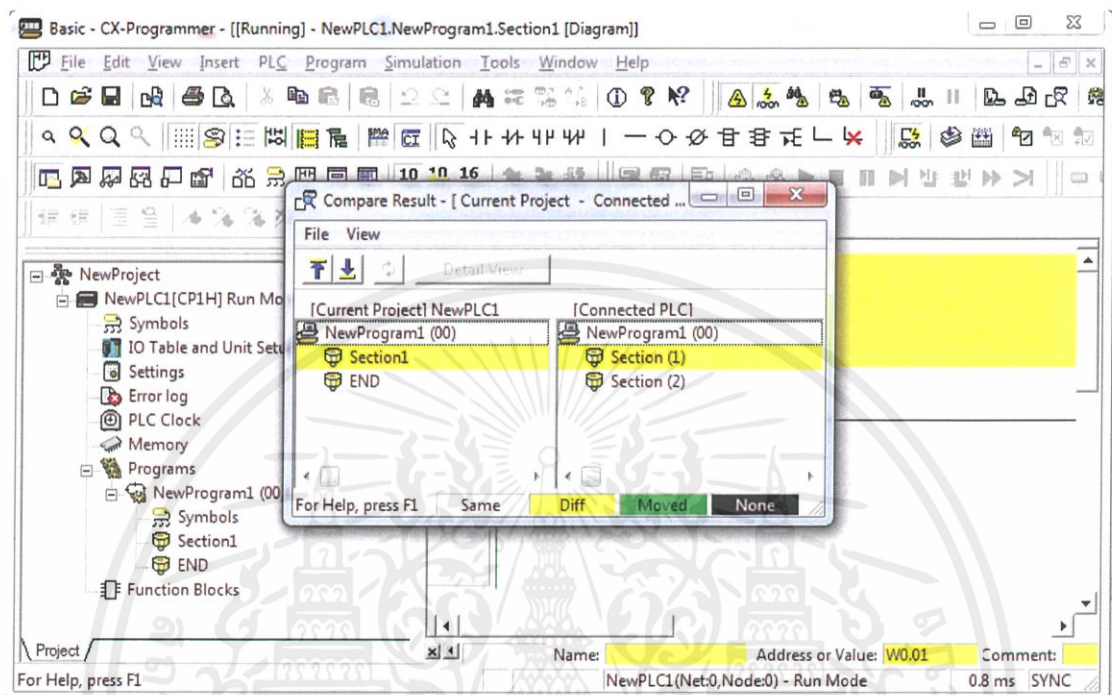 Basic - CX-Programmer - [[Running] - NewPLC1.NewProgram1.Section1 [Diagram]]
File Edit View Insert PLC Program Simulation Tools Window Help
10 10 16
Compare Result - [ Current Project - Connected ...
File View
Detail View
[Current Project] NewPLC1 [Connected PLC]
NewProgram1 (00) NewProgram1 (00)
Section1 Section (1)
END Section (2)
For Help, press F1 Same Diff Moved None
NewProject
NewPLC1[CP1H] Run Mo
Symbols
IO Table and Unit Setu
Settings
Error log
PLC Clock
Memory
Programs
NewProgram1 (00
Symbols
Section1
END
Function Blocks
Project
Name: Address or Value: W0.01 Comment:
For Help, press F1 NewPLC1(Net:0,Node:0) - Run Mode 0.8 ms SYNC